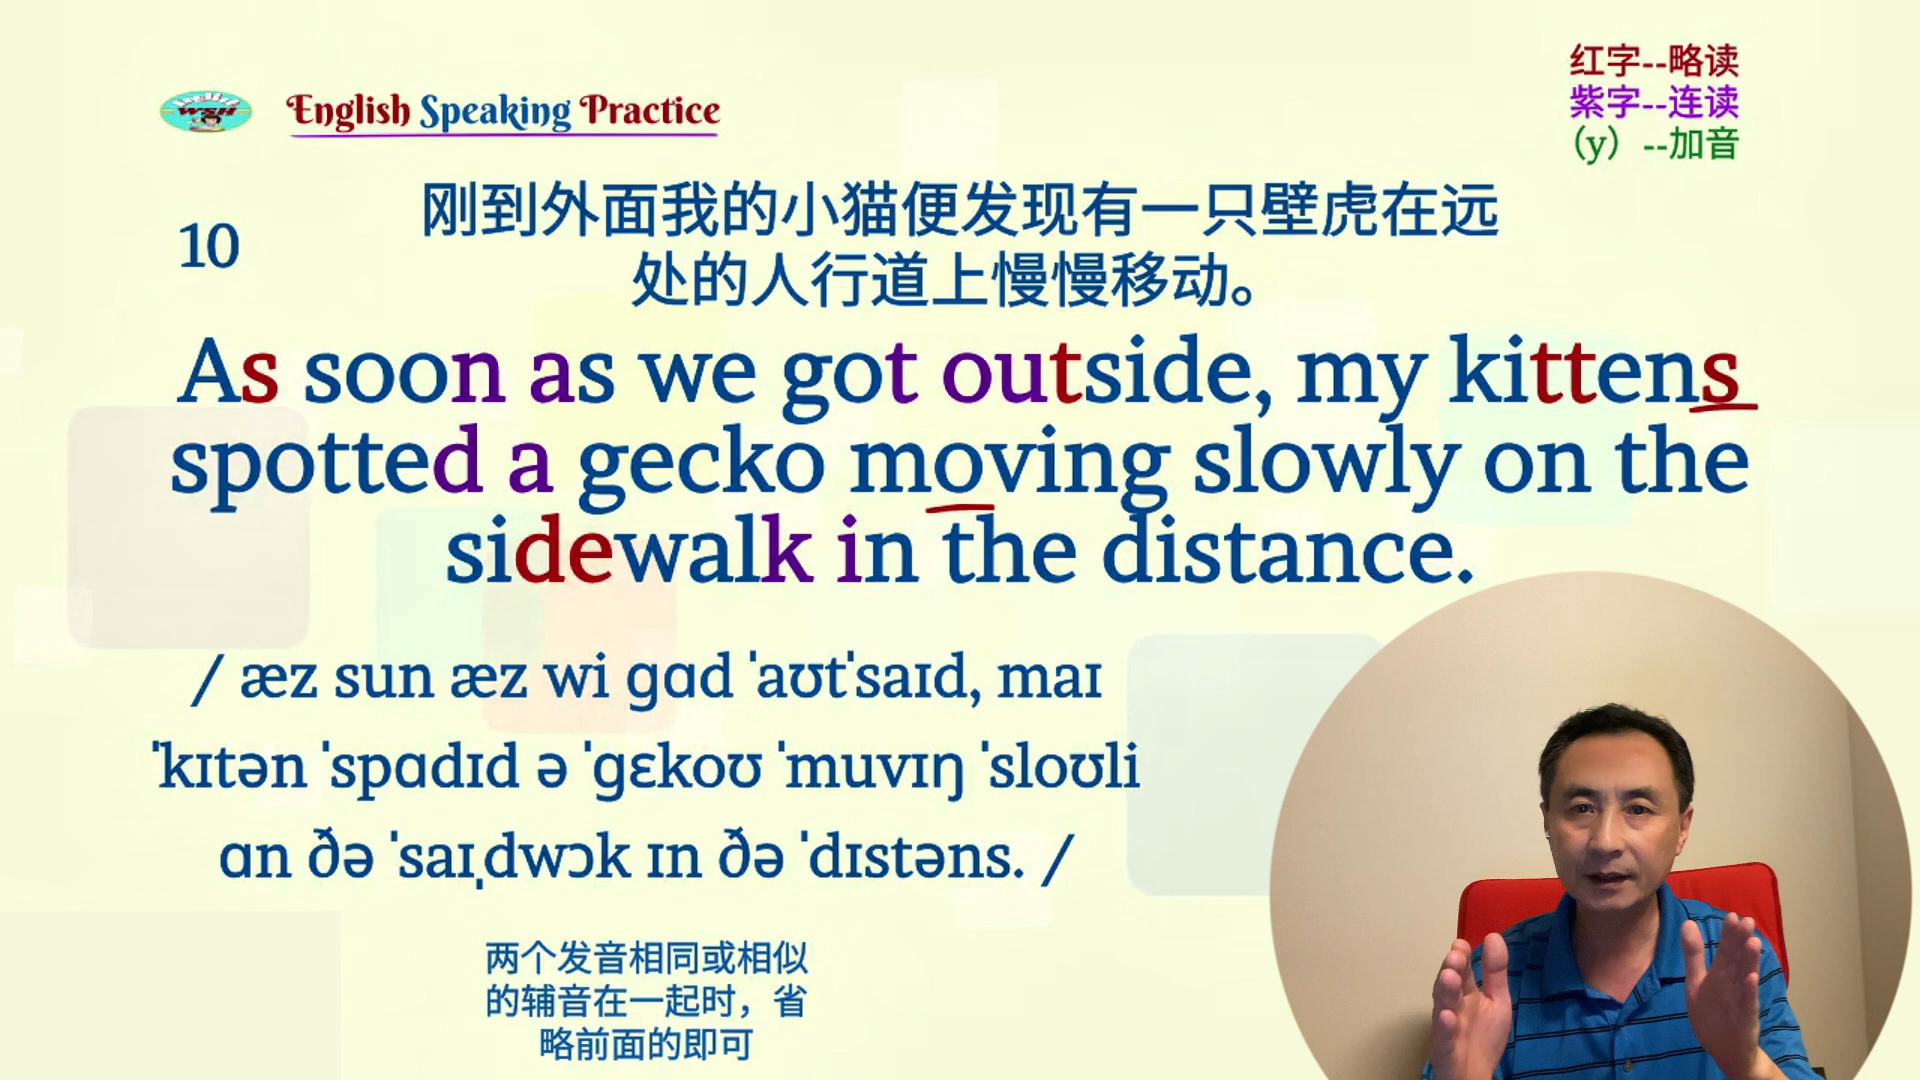 English Speaking Practice
红字--略读
紫字--连读
（y）--加音
10
刚到外面我的小猫便发现有一只壁虎在远
处的人行道上慢慢移动。
As soon as we got outside, my kittens
spotted a gecko moving slowly on the
sidewalk in the distance.
/ æz sun æz wi ɡɑd ˈaʊtˈsaɪd, maɪ
ˈkɪtən ˈspɑdɪd ə ˈɡɛkoʊ ˈmuvɪŋ ˈsloʊli
ɑn ðə ˈsaɪˌdwɔk ɪn ðə ˈdɪstəns. /
两个发音相同或相似
的辅音在一起时，省
略前面的即可